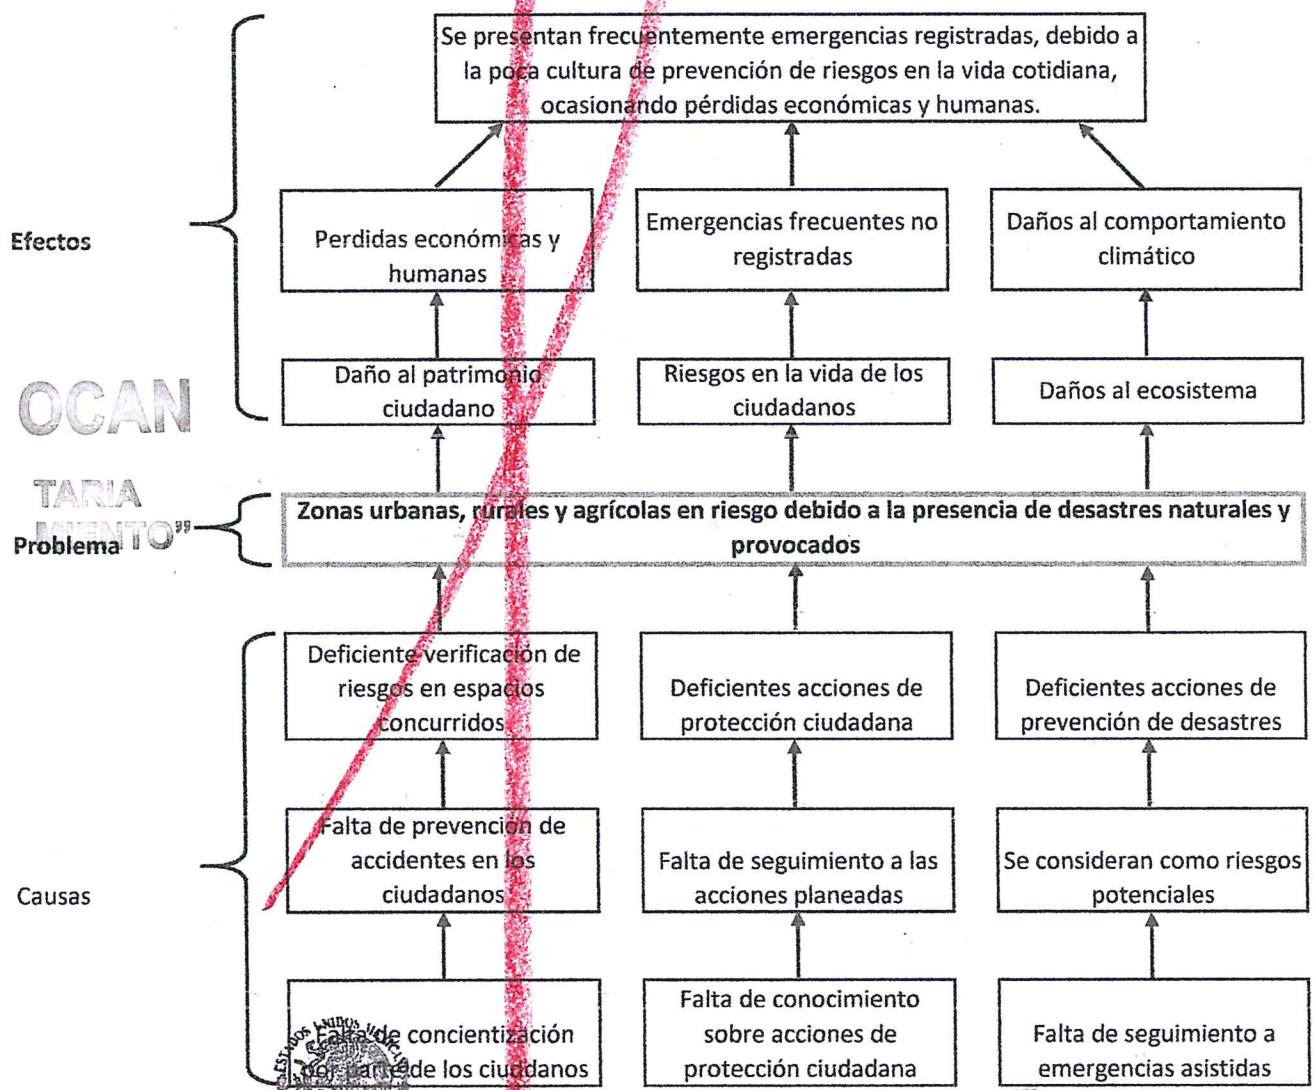 Se presentan frecuentemente emergencias registradas, debido a
la poca cultura de prevención de riesgos en la vida cotidiana,
ocasionando pérdidas económicas y humanas.
Efectos
Perdidas económicas y
humanas
Emergencias frecuentes no
registradas
Daños al comportamiento
climático
Daño al patrimonio
ciudadano
Riesgos en la vida de los
ciudadanos
Daños al ecosistema
OCAN
TARIA
MIENTO"
Problema
Zonas urbanas, rurales y agrícolas en riesgo debido a la presencia de desastres naturales y
provocados
Deficiente verificación de
riesgos en espacios
concurridos
Deficientes acciones de
protección ciudadana
Deficientes acciones de
prevención de desastres
Causas
Falta de prevención de
accidentes en los
ciudadanos
Falta de seguimiento a las
acciones planeadas
Se consideran como riesgos
potenciales
Falta de concientización
por parte de los ciuddanos
Falta de conocimiento
sobre acciones de
protección ciudadana
Falta de seguimiento a
emergencias asistidas
ESTADOS UNIDOS